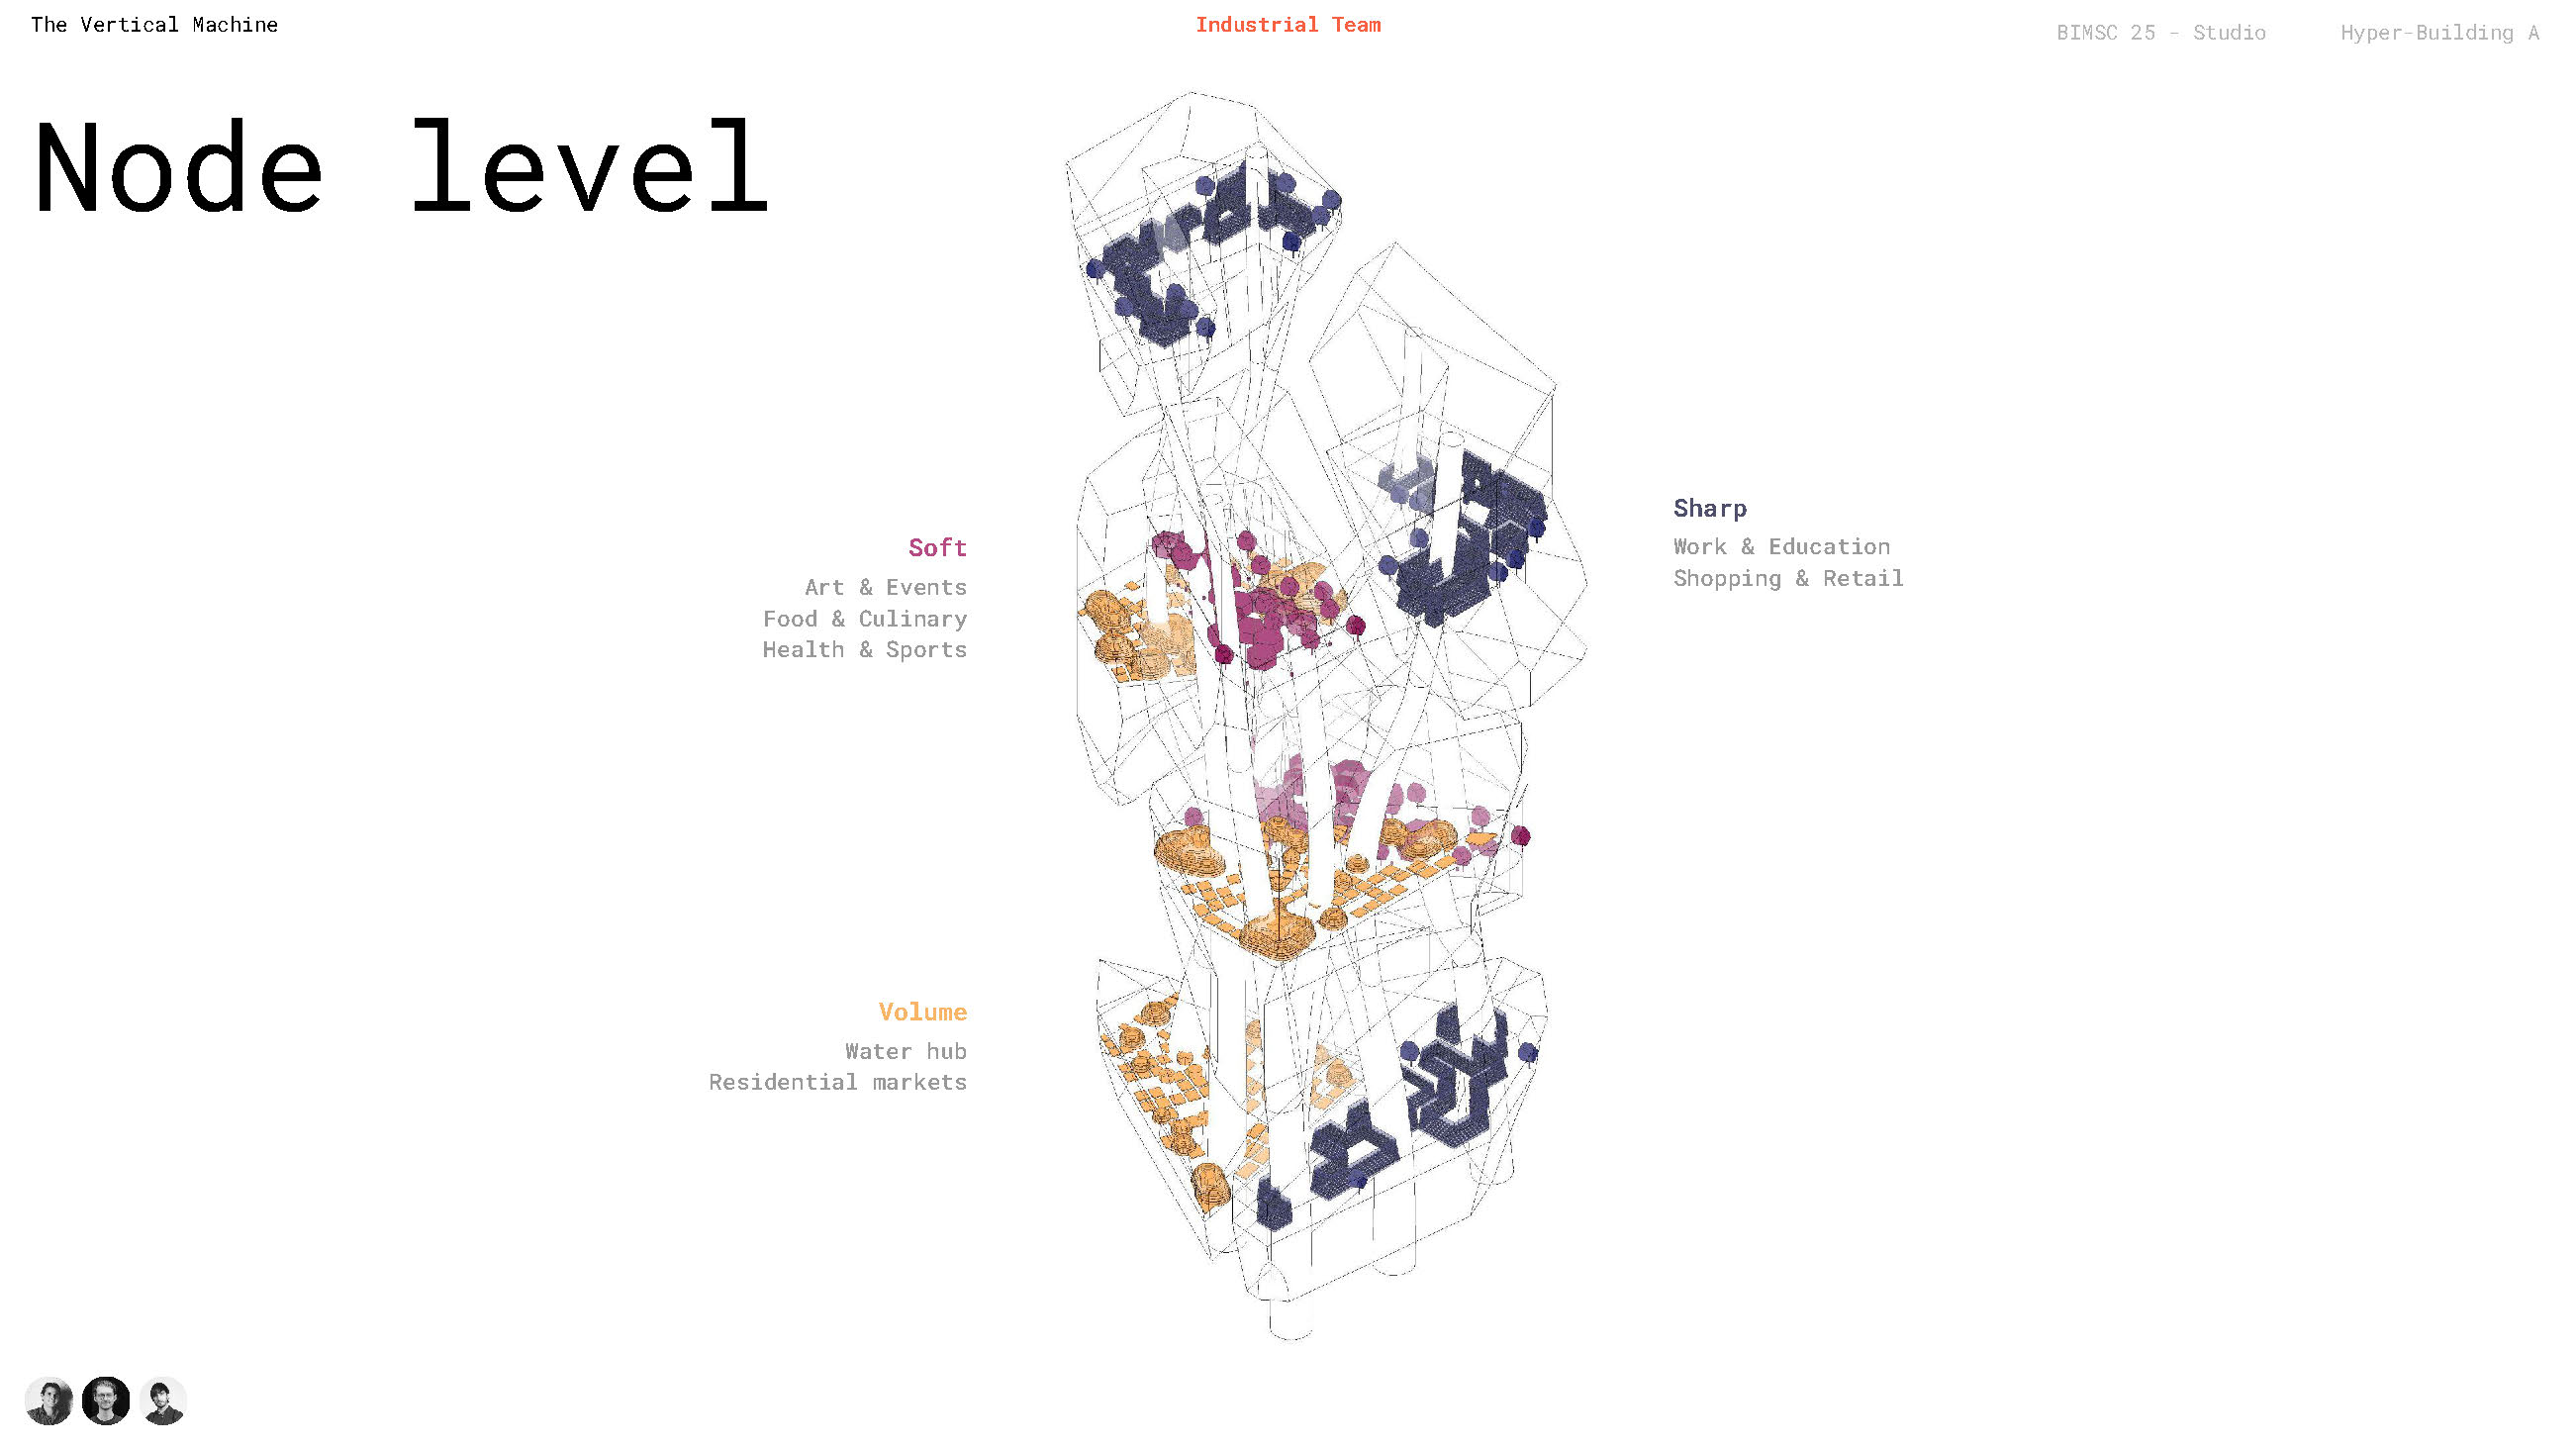 The Vertical Machine
Industrial Team
BIMSC 25 - Studio
Hyper-Building A
Node level
Sharp
Work & Education
Shopping & Retail
Soft
Art & Events
Food & Culinary
Health & Sports
Volume
Water hub
Residential markets